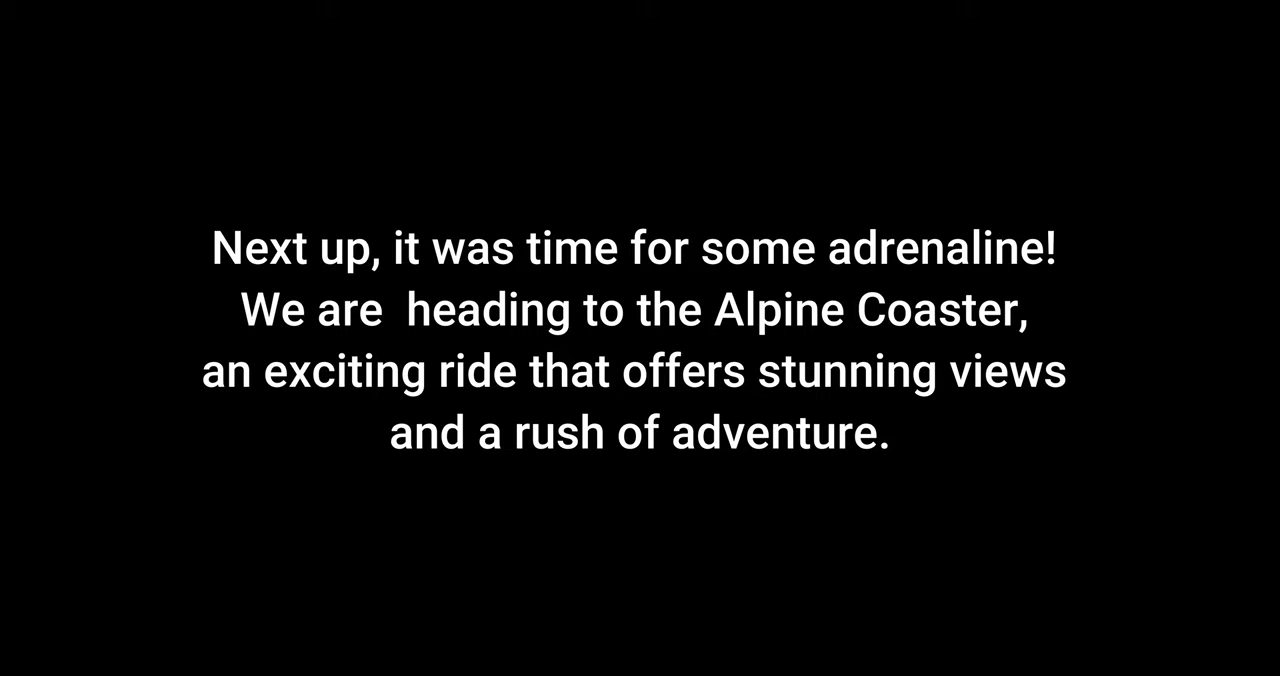 Next up, it was time for some adrenaline!
We are  heading to the Alpine Coaster,
an exciting ride that offers stunning views
and a rush of adventure.